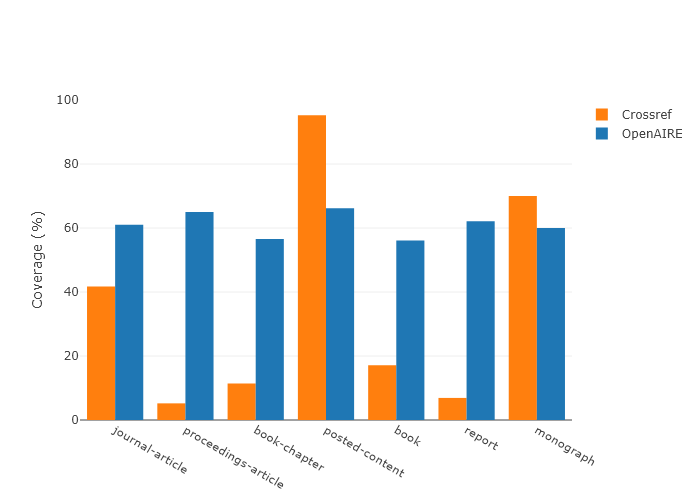 100
80
60
40
20
0
Coverage (%)
journal-article
proceedings-article
book-chapter
posted-content
book
report
monograph
Crossref
OpenAIRE